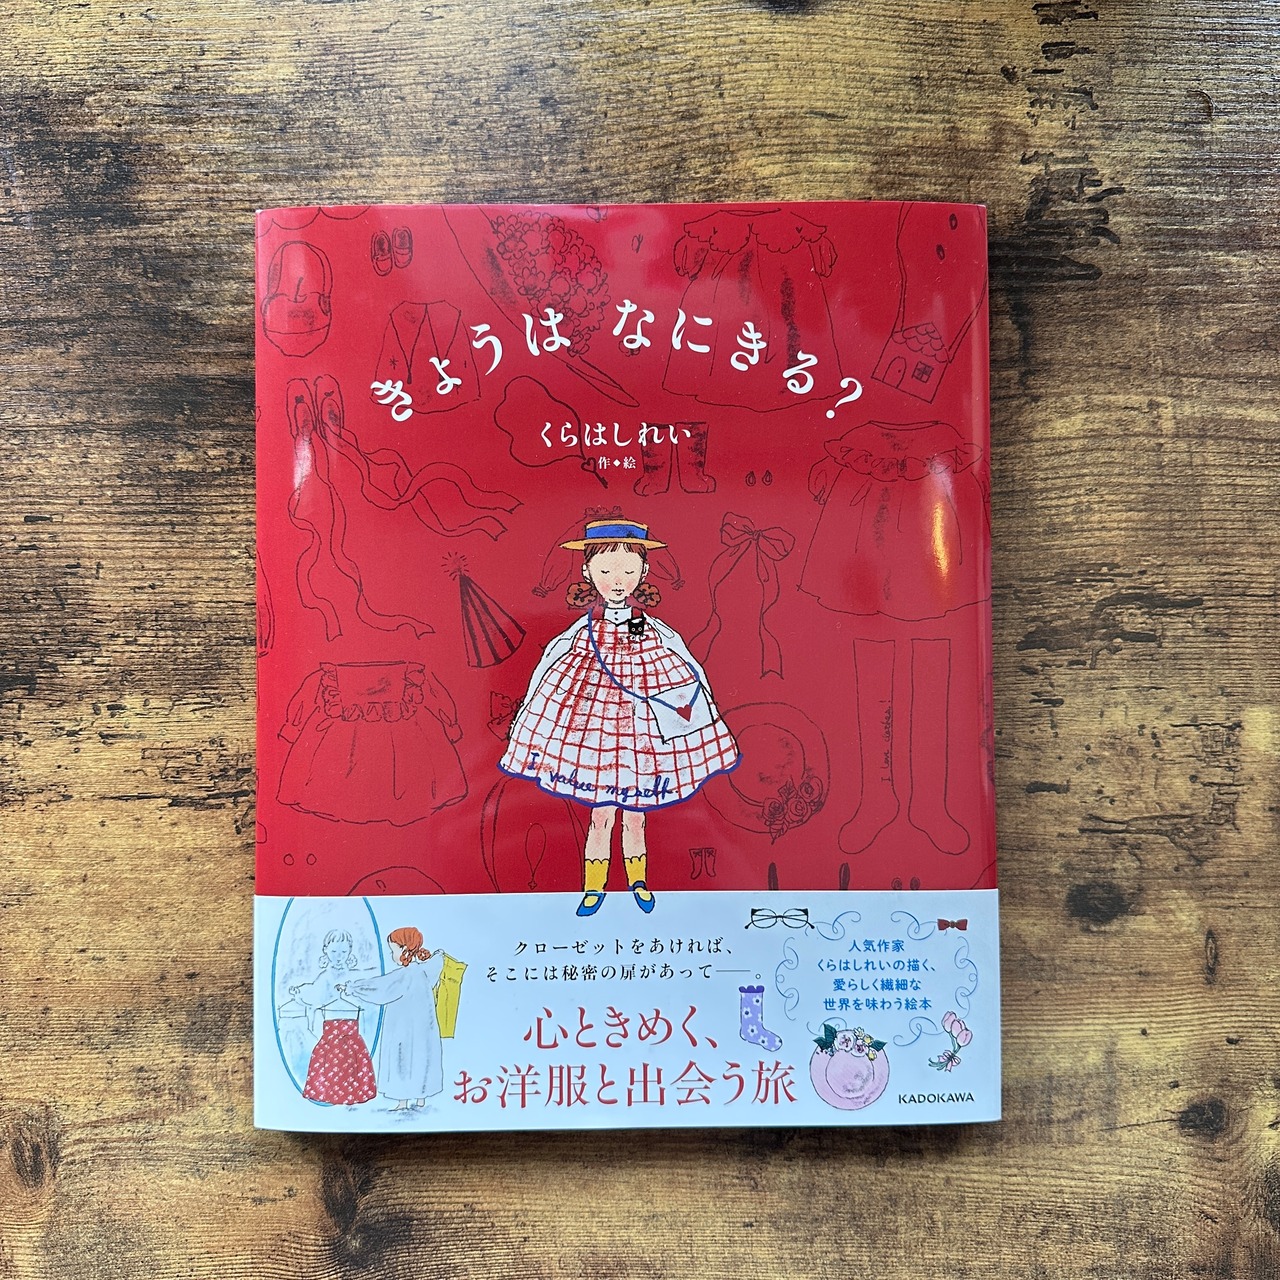 きょうは なにきる?
くらはしれい
作◆絵
I value myself
I love clothes!
クローゼットをあければ、
そこには秘密の扉があって――。
心ときめく、
お洋服と出会う旅
人気作家
くらはしれいの描く、
愛らしく繊細な
世界を味わう絵本
KADOKAWA